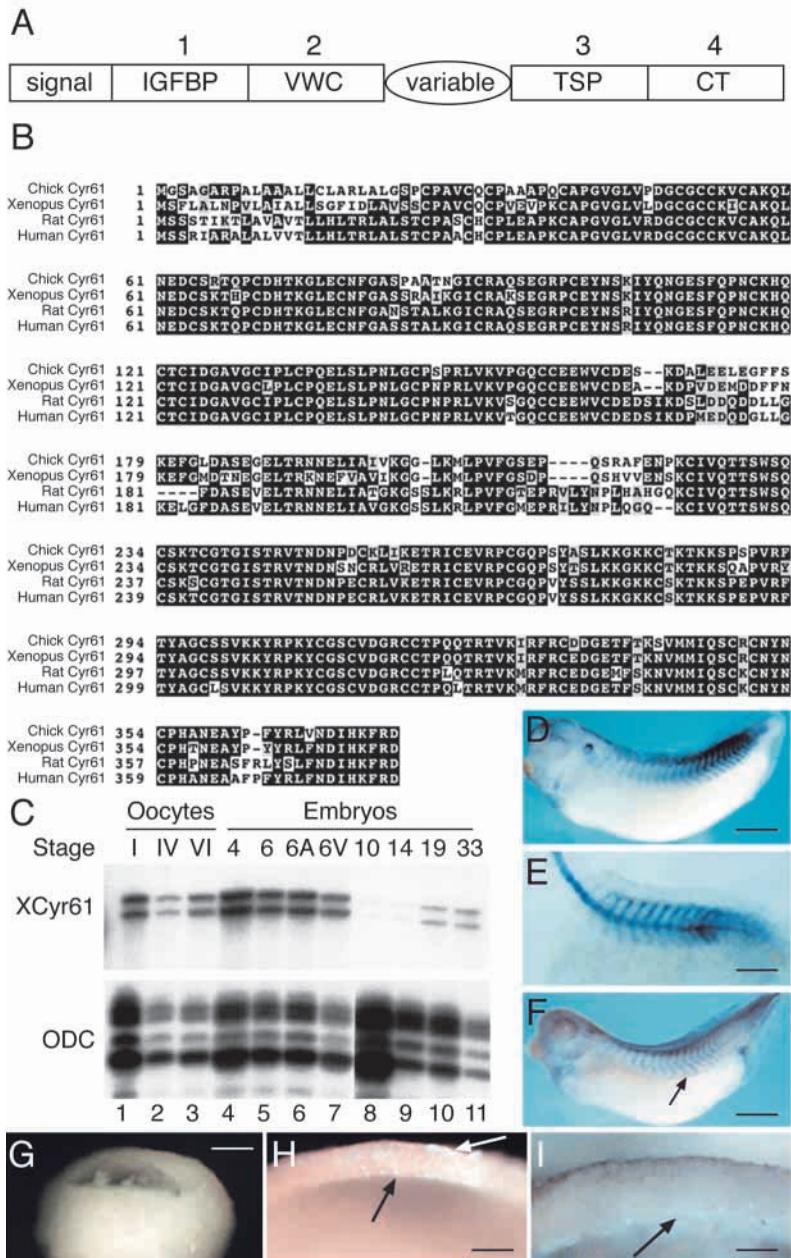 A
1 2 3 4
signal IGFBP VWC variable TSP CT
B
Chick Cyr61 1 MGSAGARPALAAALLCLARLALGSPCPAVCQCPAAAPQCAPGVGLVPDGCGCCKVCAKQL
Xenopus Cyr61 1 MSFLALNPVLAIALLSGFIDLAVSSCPAVCQCPVEVPKCAPGVGLVLDGCGCCKICAKQL
Rat Cyr61 1 MSSSTIKTLAVAVTLLHLTRLALSTCPASCHCPLEAPKCAPGVGLVRDGCGCCKVCAKQL
Human Cyr61 1 MSSRIARALALVVTLLHLTRLALSTCPAACHCPLEAPKCAPGVGLVRDGCGCCKVCAKQL
Chick Cyr61 61 NEDCSRTQPCDHTKGLECNFGASPAATNGICRAQSEGRPCEYNSKIYQNGESFQPNCKHQ
Xenopus Cyr61 61 NEDCSKTHPCDHTKGLECNFGASSRAIKGICRAKSEGRPCEYNSKIYQNGESFQPNCKHQ
Rat Cyr61 61 NEDCSKTQPCDHTKGLECNFGANSTALKGICRAQSEGRPCEYNSRIYQNGESFQPNCKHQ
Human Cyr61 61 NEDCSKTQPCDHTKGLECNFGASSTALKGICRAQSEGRPCEYNSRIYQNGESFQPNCKHQ
Chick Cyr61 121 CTCIDGAVGCIPLCPQELSLPNLGCPSPRLVKVPGQCCEEWVCDES--KDALEELEGFFS
Xenopus Cyr61 121 CTCIDGAVGCLPLCPQELSLPNLGCPNPRLVKVPGQCCEEWVCDEA--KDPVDEMDDFFN
Rat Cyr61 121 CTCIDGAVGCIPLCPQELSLPNLGCPNPRLVKVSGQCCEEWVCDEDSIKDSLDDQDDLLG
Human Cyr61 121 CTCIDGAVGCIPLCPQELSLPNLGCPNPRLVKVTGQCCEEWVCDEDSIKDPMEDQDGLLG
Chick Cyr61 179 KEFGLDASEGELTRNNELIAIVKGG-LKMLPVFGSEP----QSRAFENPKCIVQTTSWSQ
Xenopus Cyr61 179 KEFGMDTNEGELTRKNEFVAVIKGG-LKMLPVFGSDP----QSHVVENSKCIVQTTSWSQ
Rat Cyr61 181 ----FDASEVELTRNNELIATGKGSSLKRLPVFGTEPRVLYNPLHAHGQKCIVQTTSWSQ
Human Cyr61 181 KELGFDASEVELTRNNELIAVGKGSSLKRLPVFGMEPRILYNPLQGQ--KCIVQTTSWSQ
Chick Cyr61 234 CSKTCGTGISTRVTNDNPDCKLIKETRICEVRPCGQPSYASLKKGKKCTKTKKSPSPVRF
Xenopus Cyr61 234 CSKTCGTGISTRVTNDNSNCRLVRETRICEVRPCGQPVYTSLKKGKKCTKTKKSQAPVRY
Rat Cyr61 237 CSKSCGTGISTRVTNDNPECRLVKETRICEVRPCGQPVYSSLKKGKKCSKTKKSPEPVRF
Human Cyr61 239 CSKTCGTGISTRVTNDNPECRLVKETRICEVRPCGQPVYSSLKKGKKCSKTKKSPEPVRF
Chick Cyr61 294 TYAGCSSVKKYRPKYCGSCVDGRCCTPQQTRTVKIRFRCDDGETFTKSVMMIQSCRCNYN
Xenopus Cyr61 294 TYAGCSSVKKYRPKYCGSCVDGRCCTPQQTRTVKIRFRCEDGETFTKNVMMIQSCRCNYN
Rat Cyr61 297 TYAGCSSVKKYRPKYCGSCVDGRCCTPLQTRTVKMRFRCEDGEMFSKNVMMIQSCKCNYN
Human Cyr61 299 TYAGCLSVKKYRPKYCGSCVDGRCCTPQLTRTVKMRFRCEDGETFSKNVMMIQSCKCNYN
Chick Cyr61 354 CPHANEAYP-FYRLVNDIHKFRD
Xenopus Cyr61 354 CPHTNEAYP-YYRLFNDIHKFRD
Rat Cyr61 357 CPHPNEASFRLYSLFNDIHKFRD
Human Cyr61 359 CPHANEAAFPFYRLFNDIHKFRD
C
Oocytes Embryos
Stage I IV VI 4 6 6A 6V 10 14 19 33
XCyr61
ODC
1 2 3 4 5 6 7 8 9 10 11
D
E
F
G H I